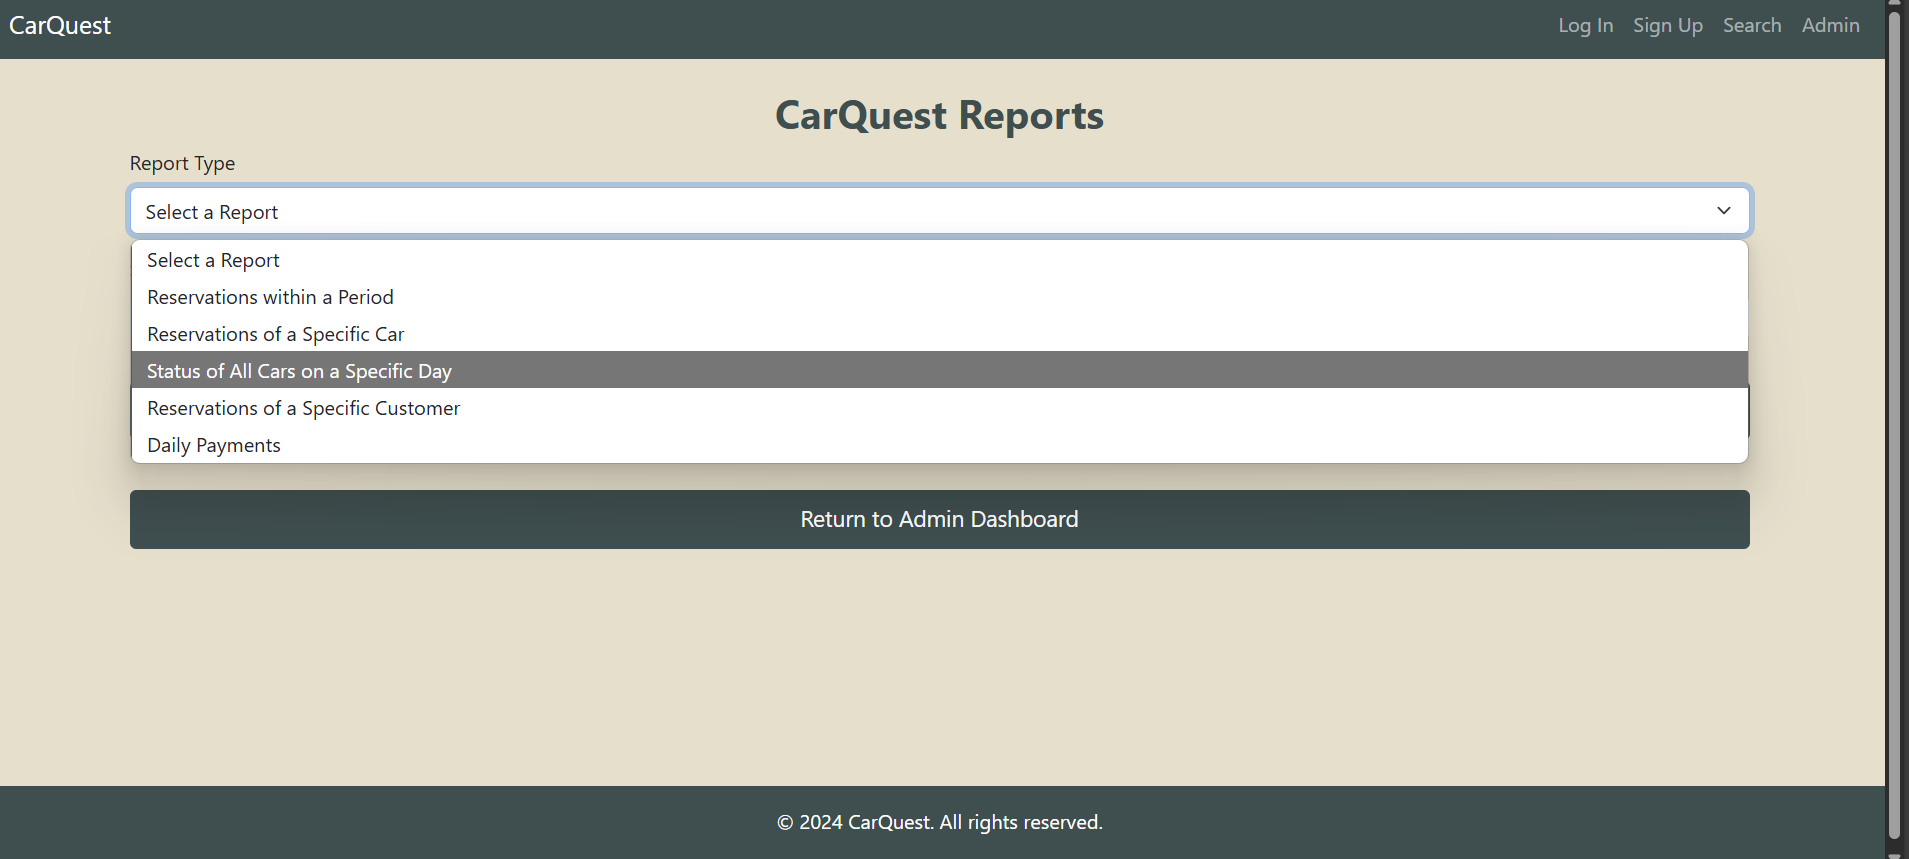 CarQuest
Log In Sign Up Search Admin
CarQuest Reports
Report Type
Select a Report
Select a Report
Reservations within a Period
Reservations of a Specific Car
Status of All Cars on a Specific Day
Reservations of a Specific Customer
Daily Payments
Return to Admin Dashboard
© 2024 CarQuest. All rights reserved.